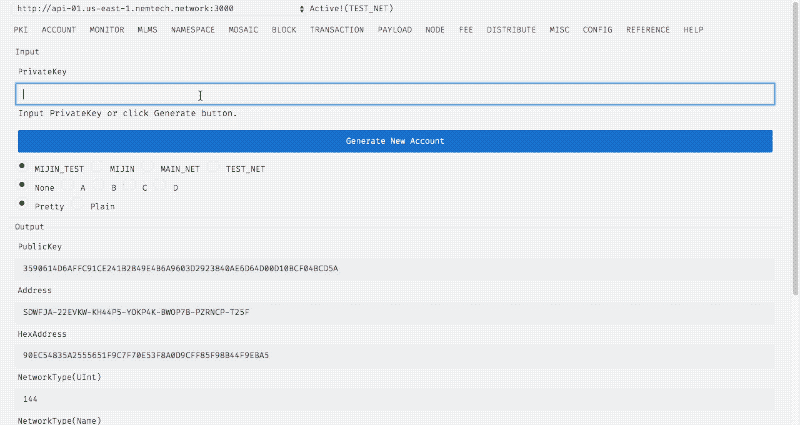 http://api-01.us-east-1.nemtech.network:3000 Active!(TEST_NET)
PKI ACCOUNT MONITOR MLMS NAMESPACE MOSAIC BLOCK TRANSACTION PAYLOAD NODE FEE DISTRIBUTE MISC CONFIG REFERENCE HELP
Input
PrivateKey
Input PrivateKey or click Generate button.
Generate New Account
MIJIN_TEST MIJIN MAIN_NET TEST_NET
None A B C D
Pretty Plain
Output
PublicKey
3590614D6AFFC91CE241B2849E4B6A9603D2923840AE6D64D00D10BCF04BCD5A
Address
SDWFJA-22EVKW-KH44P5-YOKP4K-BWOP7B-PZRNCP-T25F
HexAddress
90EC54835A2555651F9C7F70E53F8A0D9CFF85F98B44F9EBA5
NetworkType(UInt)
144
NetworkType(Name)